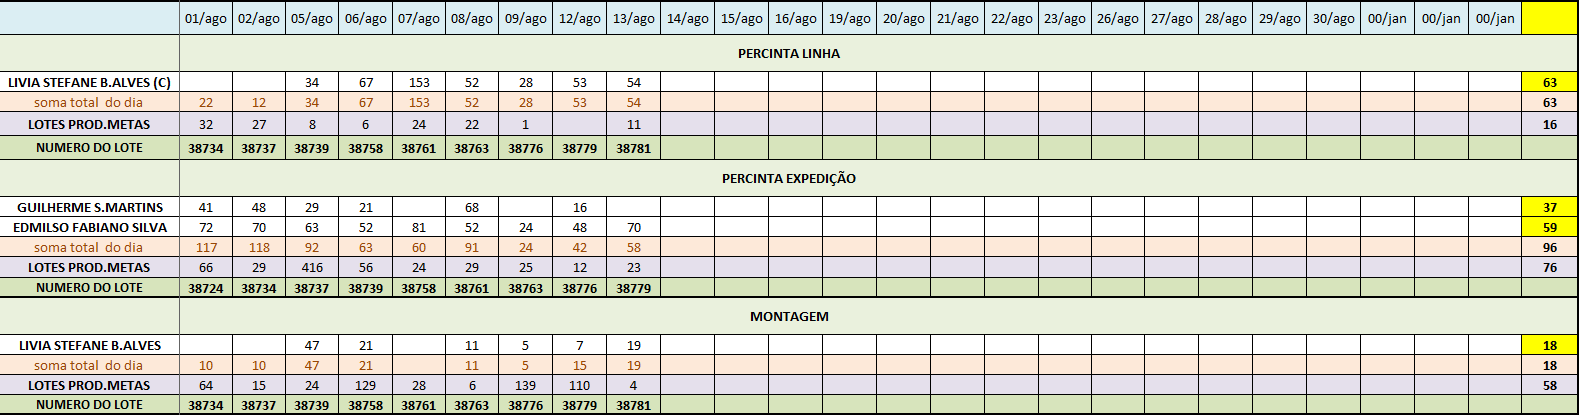 01/ago 02/ago 05/ago 06/ago 07/ago 08/ago 09/ago 12/ago 13/ago 14/ago 15/ago 16/ago 19/ago 20/ago 21/ago 22/ago 23/ago 26/ago 27/ago 28/ago 29/ago 30/ago 00/jan 00/jan 00/jan
PERCINTA LINHA
LIVIA STEFANE B.ALVES (C) 34 67 153 52 28 53 54 63
soma total do dia 22 12 34 67 153 52 28 53 54 63
LOTES PROD.METAS 32 27 8 6 24 22 1 11 16
NUMERO DO LOTE 38734 38737 38739 38758 38761 38763 38776 38779 38781
PERCINTA EXPEDIÇÃO
GUILHERME S.MARTINS 41 48 29 21 68 16 37
EDMILSO FABIANO SILVA 72 70 63 52 81 52 24 48 70 59
soma total do dia 117 118 92 63 60 91 24 42 58 96
LOTES PROD.METAS 66 29 416 56 24 29 25 12 23 76
NUMERO DO LOTE 38724 38734 38737 38739 38758 38761 38763 38776 38779
MONTAGEM
LIVIA STEFANE B.ALVES 47 21 11 5 7 19 18
soma total do dia 10 10 47 21 11 5 15 19 18
LOTES PROD.METAS 64 15 24 129 28 6 139 110 4 58
NUMERO DO LOTE 38734 38737 38739 38758 38761 38763 38776 38779 38781